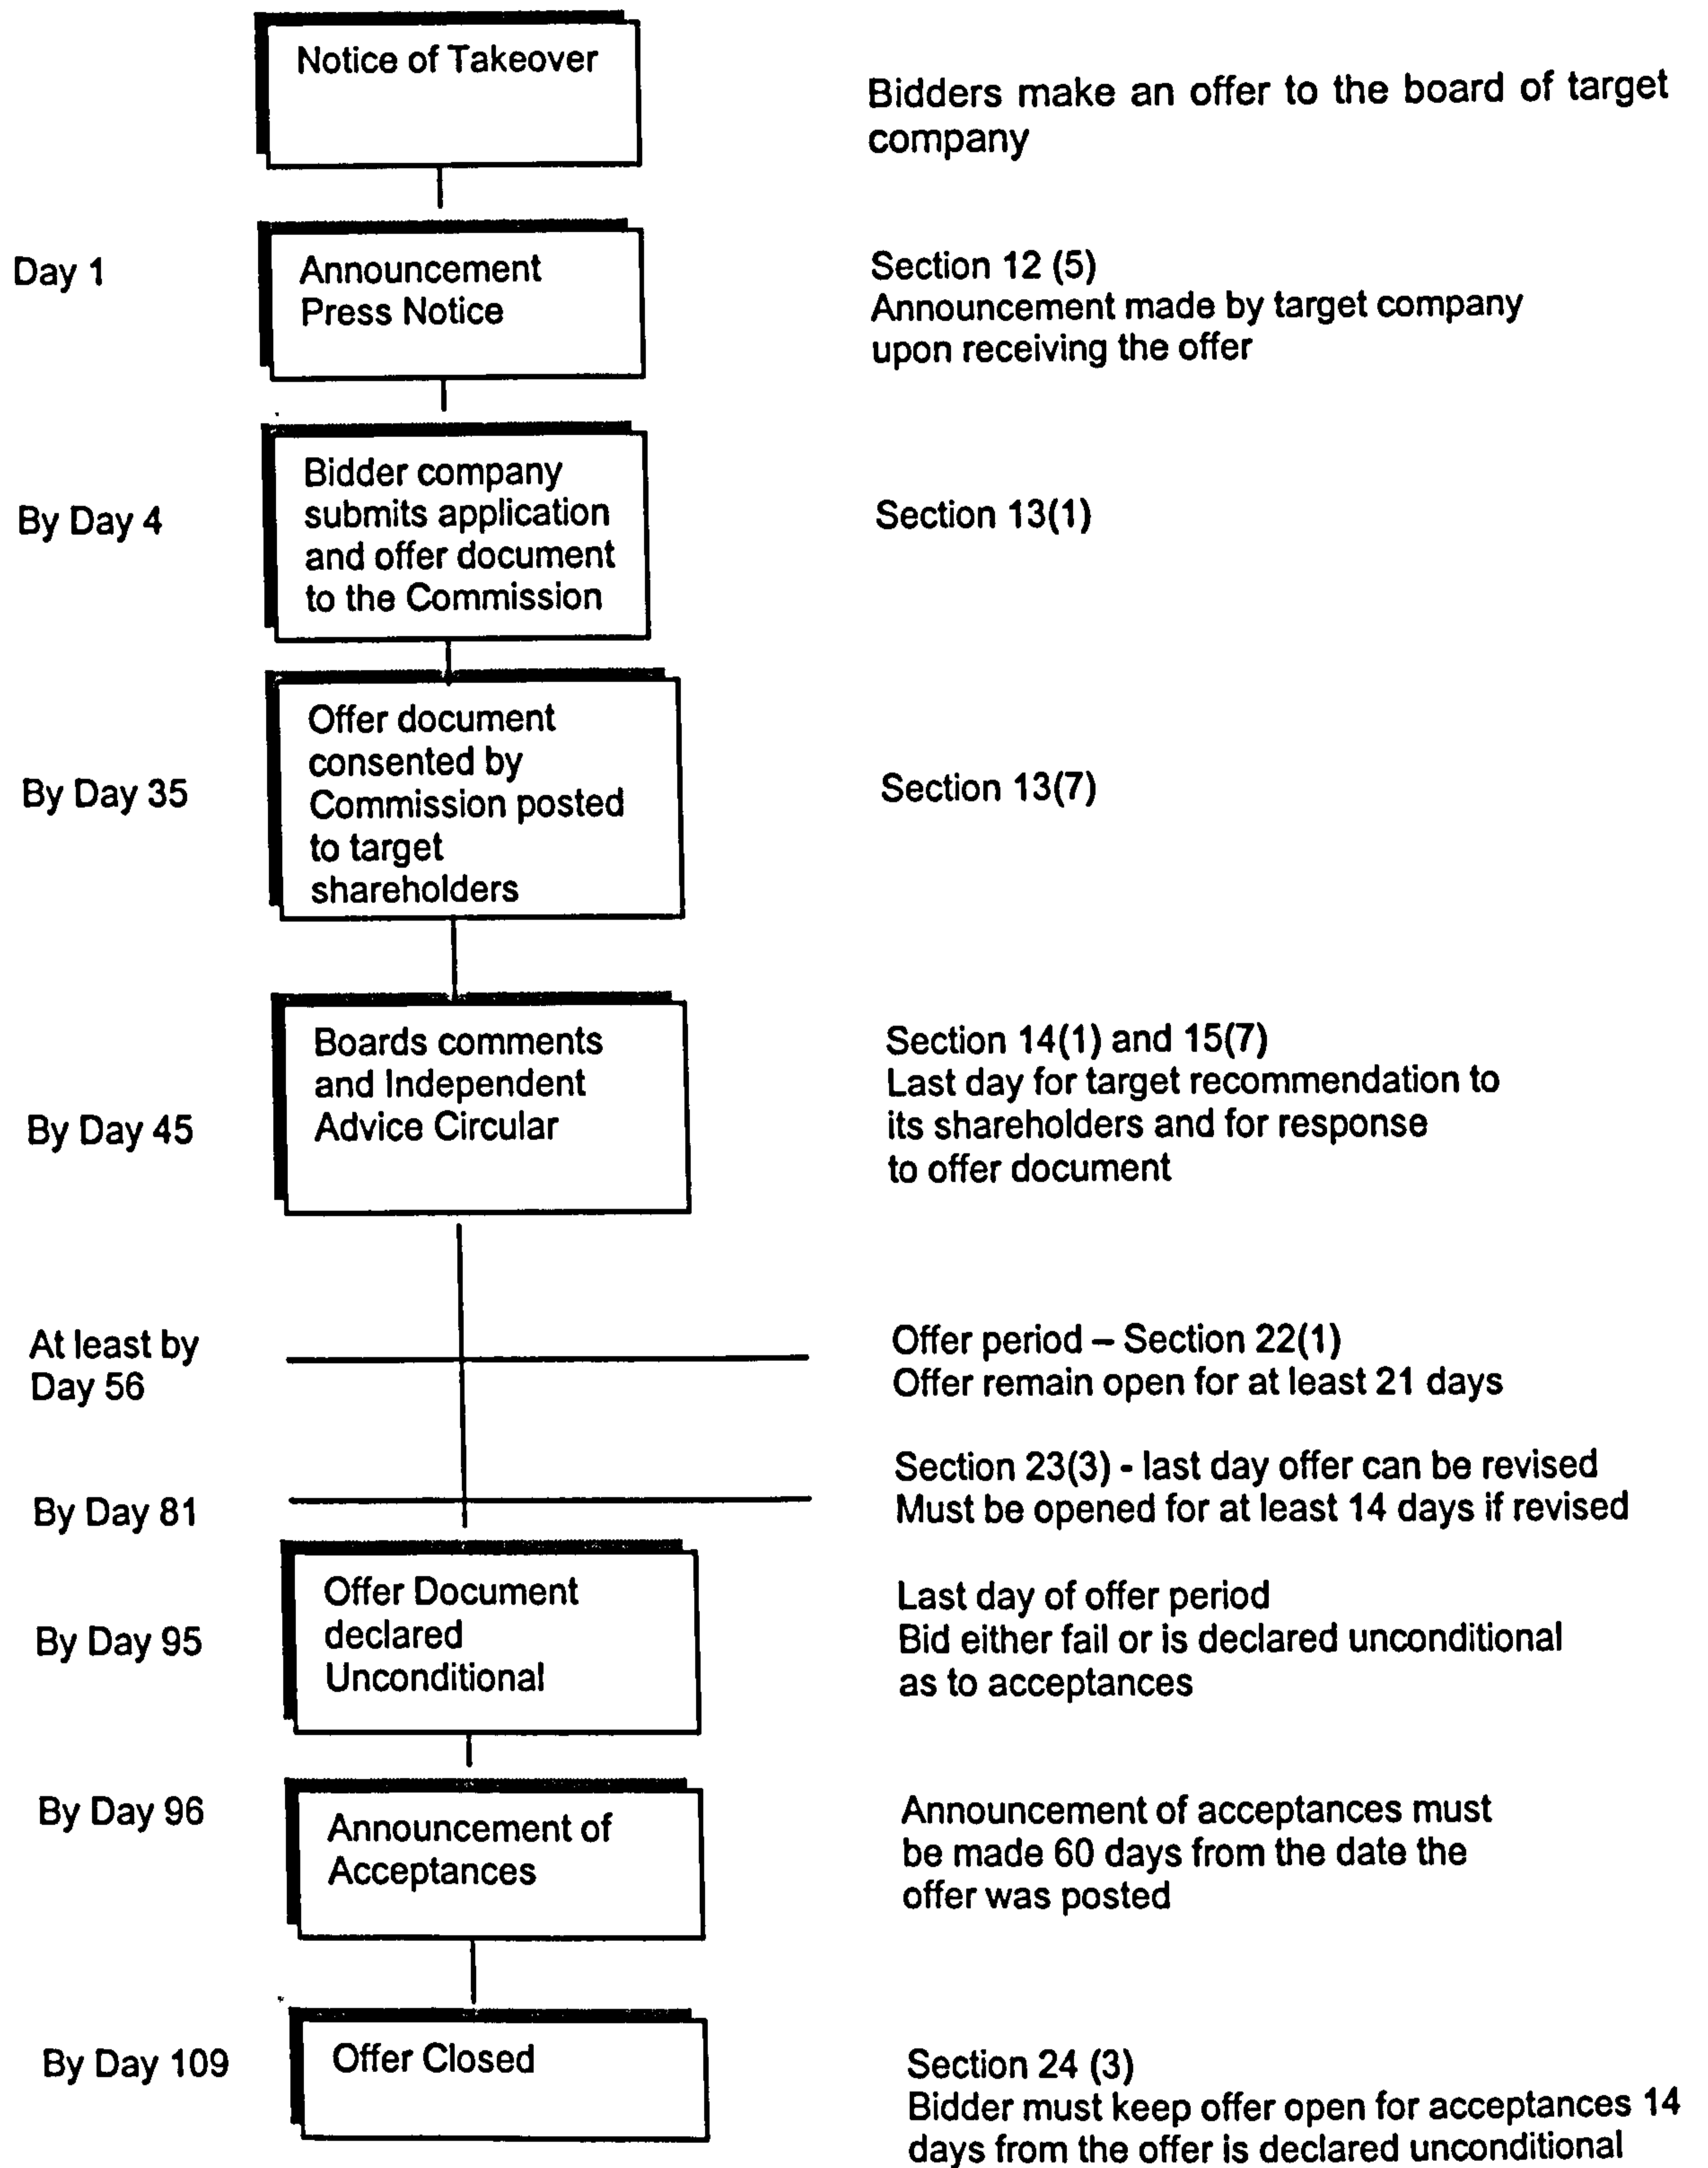 Notice of Takeover
Bidders make an offer to the board of target
company
Day 1
Announcement
Press Notice
Section 12 (5)
Announcement made by target company
upon receiving the offer
By Day 4
Bidder company
submits application
and offer document
to the Commission
Section 13(1)
By Day 35
Offer document
consented by
Commission posted
to target
shareholders
Section 13(7)
By Day 45
Boards comments
and Independent
Advice Circular
Section 14(1) and 15(7)
Last day for target recommendation to
its shareholders and for response
to offer document
At least by
Day 56
Offer period – Section 22(1)
Offer remain open for at least 21 days
By Day 81
Section 23(3) - last day offer can be revised
Must be opened for at least 14 days if revised
By Day 95
Offer Document
declared
Unconditional
Last day of offer period
Bid either fail or is declared unconditional
as to acceptances
By Day 96
Announcement of
Acceptances
Announcement of acceptances must
be made 60 days from the date the
offer was posted
By Day 109
Offer Closed
Section 24 (3)
Bidder must keep offer open for acceptances 14
days from the offer is declared unconditional